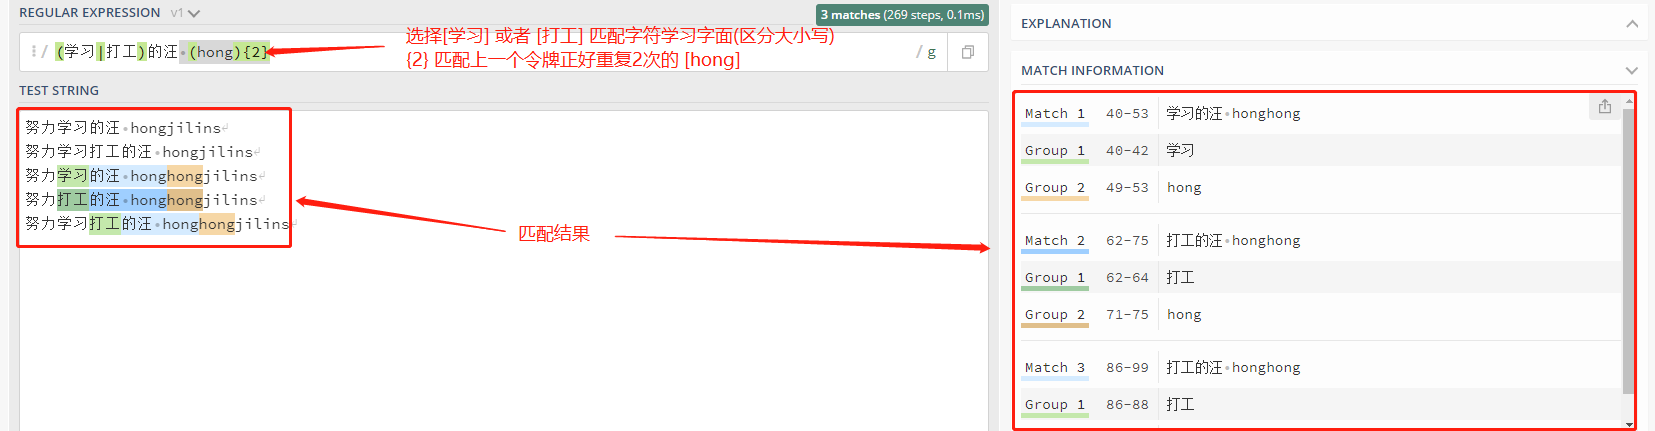 REGULAR EXPRESSION v1
3 matches (269 steps, 0.1ms)
/ (学习|打工)的汪·(hong){2} / g
选择[学习] 或者 [打工] 匹配字符学习字面(区分大小写)
{2} 匹配上一个令牌正好重复2次的 [hong]
TEST STRING
努力学习的汪·hongjilins
努力学习打工的汪·hongjilins
努力学习的汪·honghongjilins
努力打工的汪·honghongjilins
努力学习打工的汪·honghongjilins
匹配结果
EXPLANATION
MATCH INFORMATION
Match 1 40-53 学习的汪·honghong
Group 1 40-42 学习
Group 2 49-53 hong
Match 2 62-75 打工的汪·honghong
Group 1 62-64 打工
Group 2 71-75 hong
Match 3 86-99 打工的汪·honghong
Group 1 86-88 打工